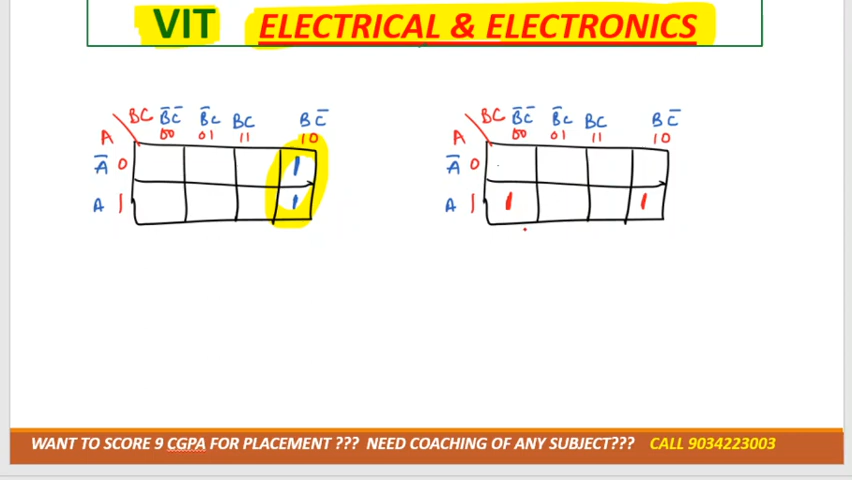 VIT ELECTRICAL & ELECTRONICS
BC B̅C̅ B̅C BC BC̅ BC B̅C̅ B̅C BC BC̅
A 00 01 11 10 A 00 01 11 10
A̅ 0 1 A̅ 0
A 1 1 A 1 1 1
WANT TO SCORE 9 CGPA FOR PLACEMENT ??? NEED COACHING OF ANY SUBJECT??? CALL 9034223003